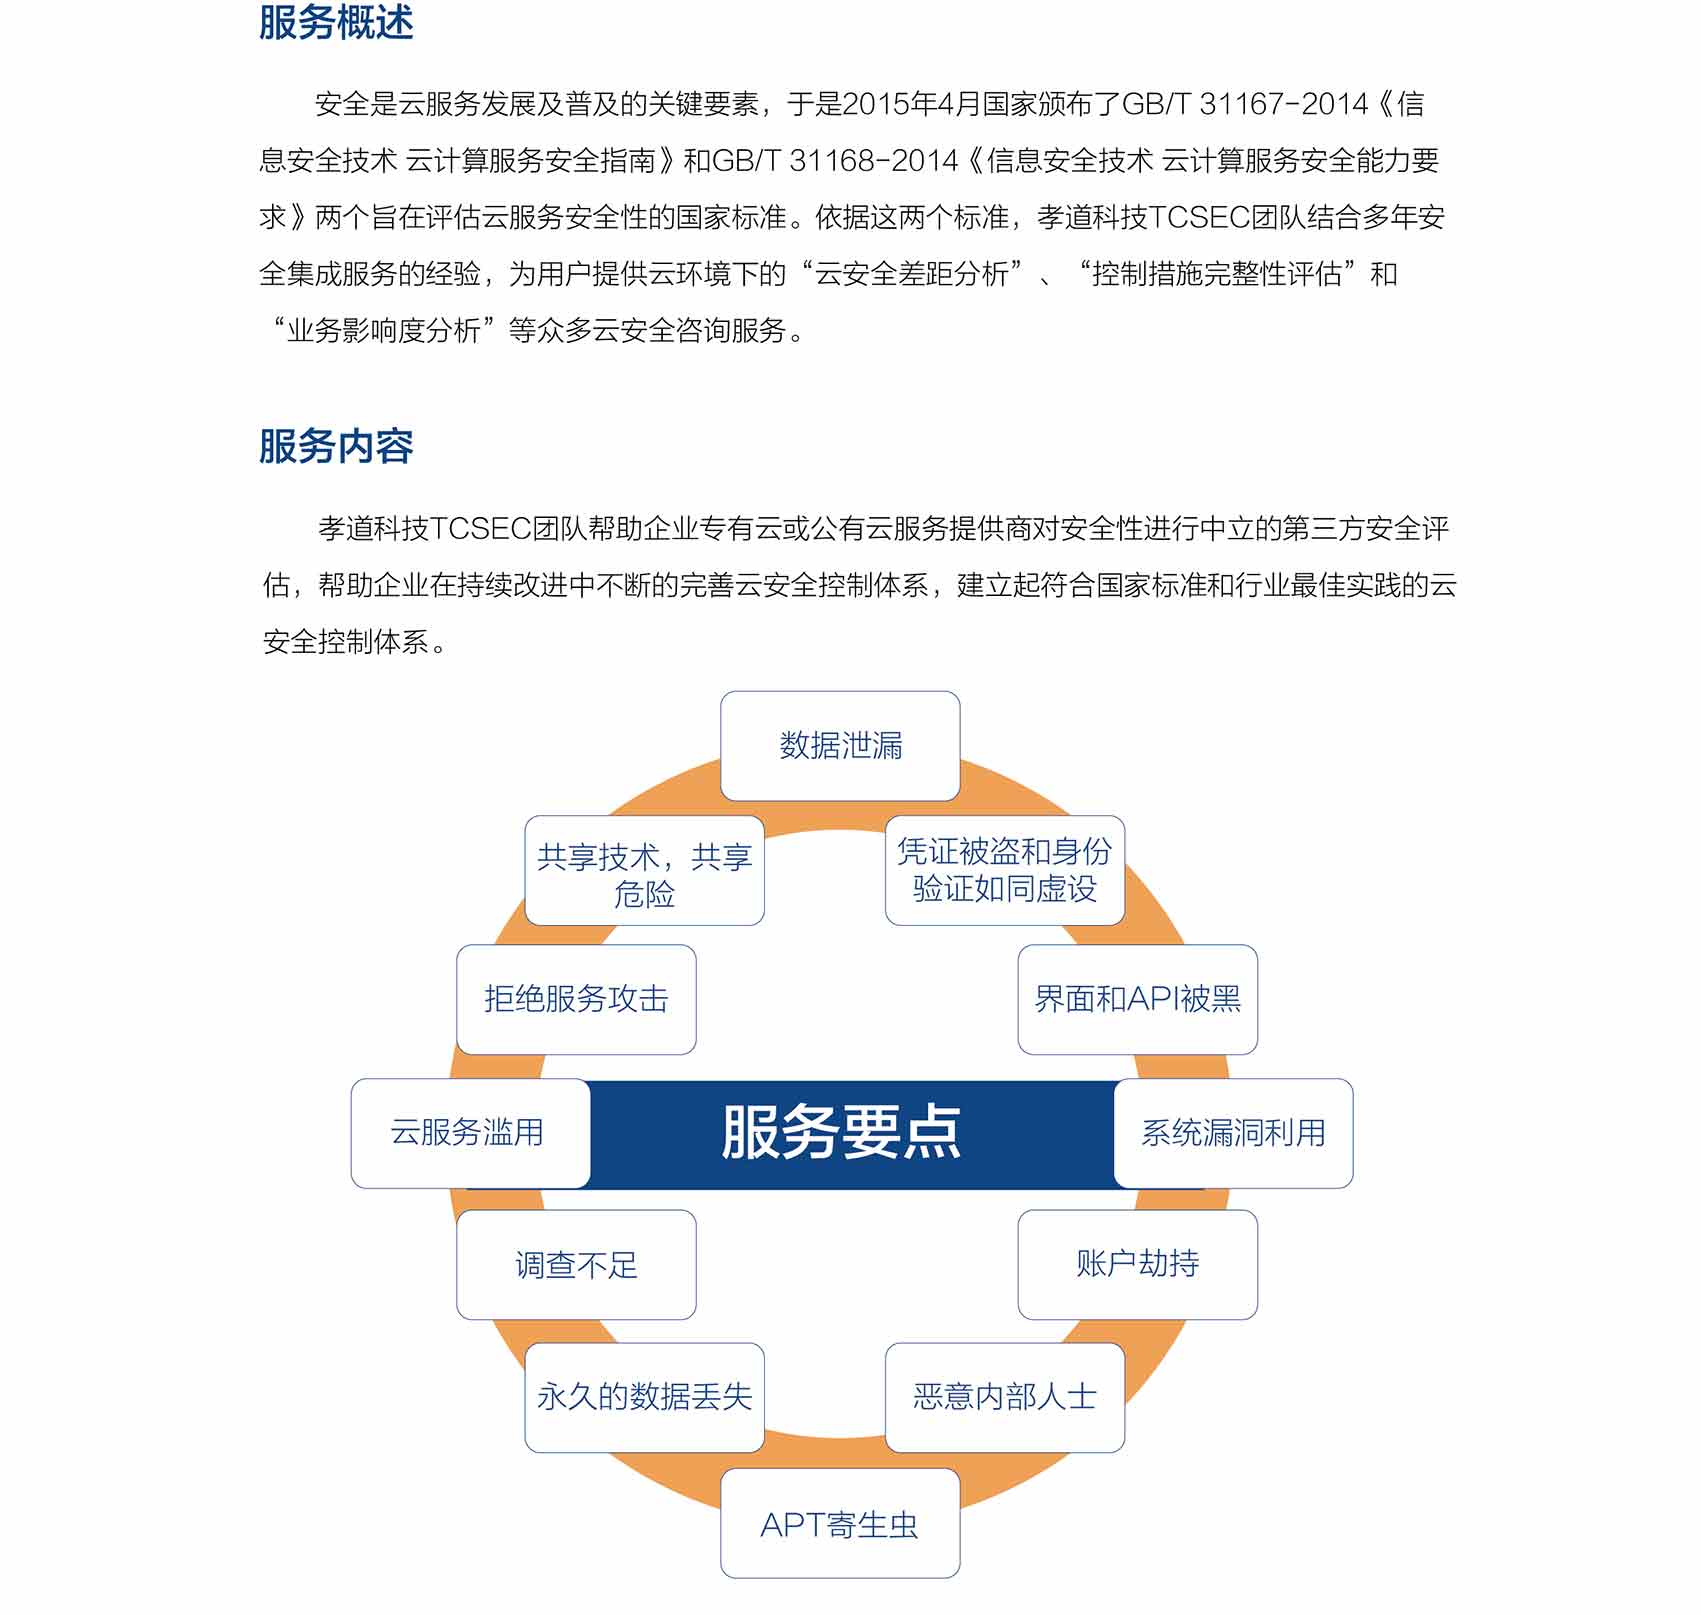 服务概述
安全是云服务发展及普及的关键要素，于是2015年4月国家颁布了GB/T 31167-2014《信
息安全技术 云计算服务安全指南》和GB/T 31168-2014《信息安全技术 云计算服务安全能力要
求》两个旨在评估云服务安全性的国家标准。依据这两个标准，孝道科技TCSEC团队结合多年安
全集成服务的经验，为用户提供云环境下的“云安全差距分析”、“控制措施完整性评估”和
“业务影响度分析”等众多云安全咨询服务。
服务内容
孝道科技TCSEC团队帮助企业专有云或公有云服务提供商对安全性进行中立的第三方安全评
估，帮助企业在持续改进中不断的完善云安全控制体系，建立起符合国家标准和行业最佳实践的云
安全控制体系。
数据泄漏
共享技术，共享
危险
凭证被盗和身份
验证如同虚设
拒绝服务攻击
界面和API被黑
云服务滥用
服务要点
系统漏洞利用
调查不足
账户劫持
永久的数据丢失
恶意内部人士
APT寄生虫